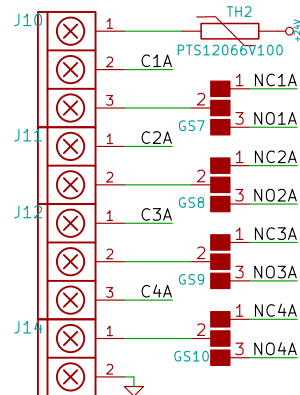 J10
TH2
1
+24V
PTS12066V100
2
C1A
1
NC1A
3
2
GS7
3
NO1A
J11
1
C2A
1
NC2A
2
2
GS8
3
NO2A
J12
1
C3A
1
NC3A
2
2
GS9
3
NO3A
3
C4A
1
NC4A
J14
1
2
GS10
3
NO4A
2